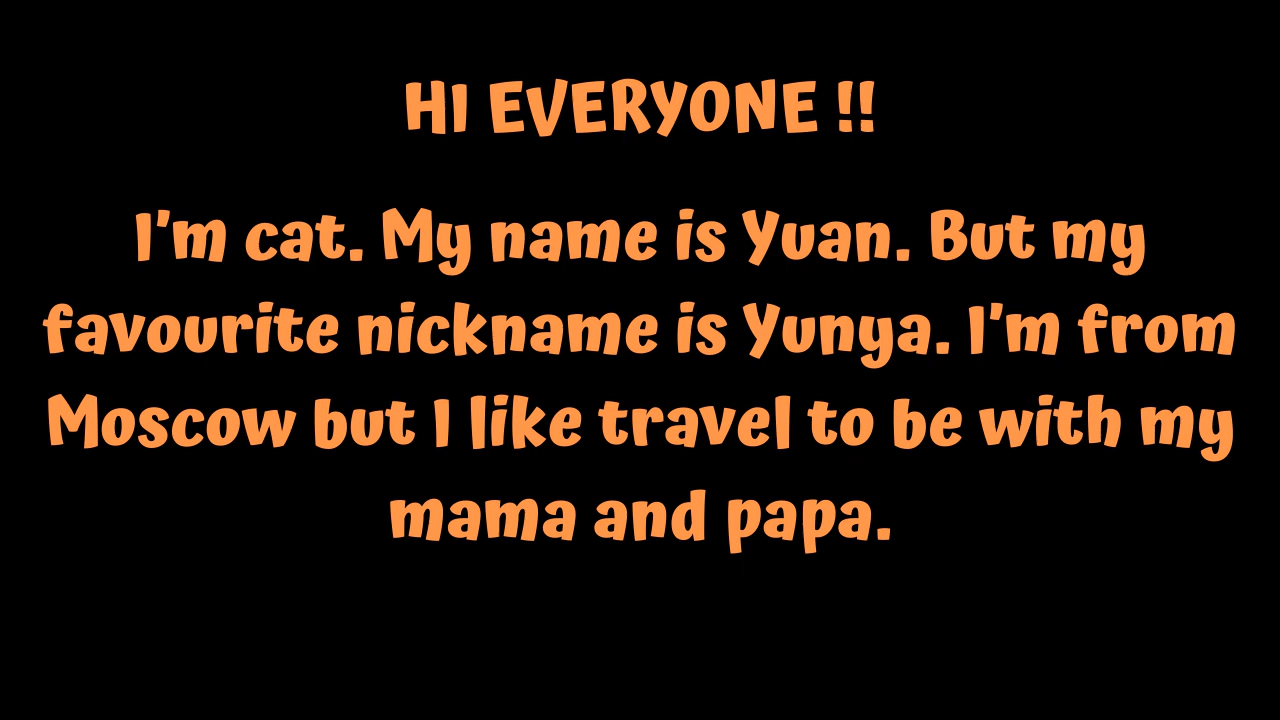 HI EVERYONE !!
I'm cat. My name is Yuan. But my
favourite nickname is Yunya. I'm from
Moscow but I like travel to be with my
mama and papa.